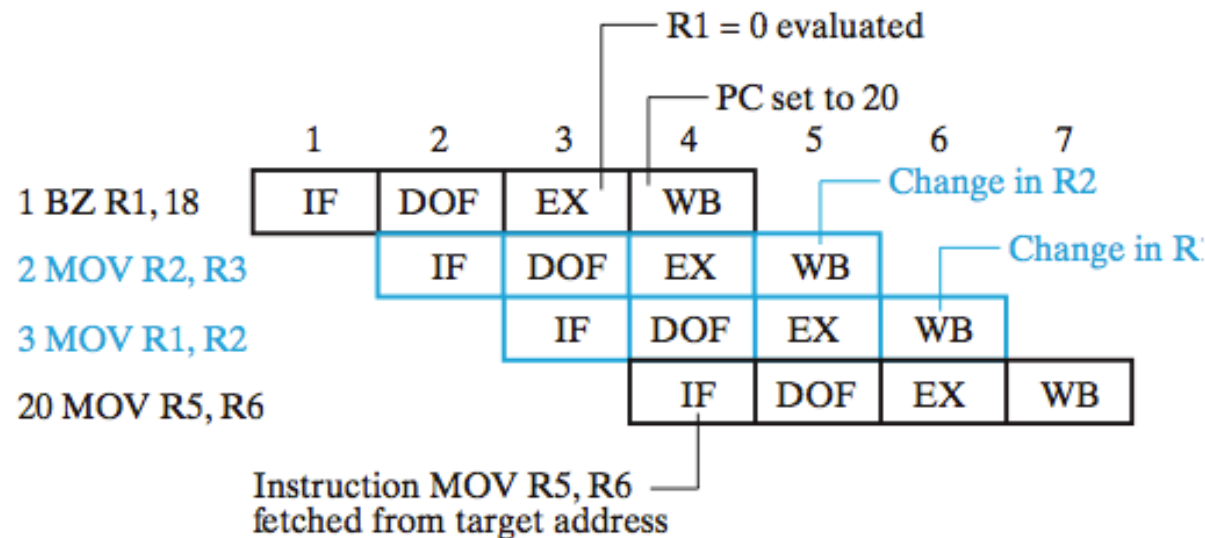 R1 = 0 evaluated
PC set to 20
1 2 3 4 5 6 7
1 BZ R1, 18 IF DOF EX WB
Change in R2
2 MOV R2, R3 IF DOF EX WB
Change in R
3 MOV R1, R2 IF DOF EX WB
20 MOV R5, R6 IF DOF EX WB
Instruction MOV R5, R6
fetched from target address